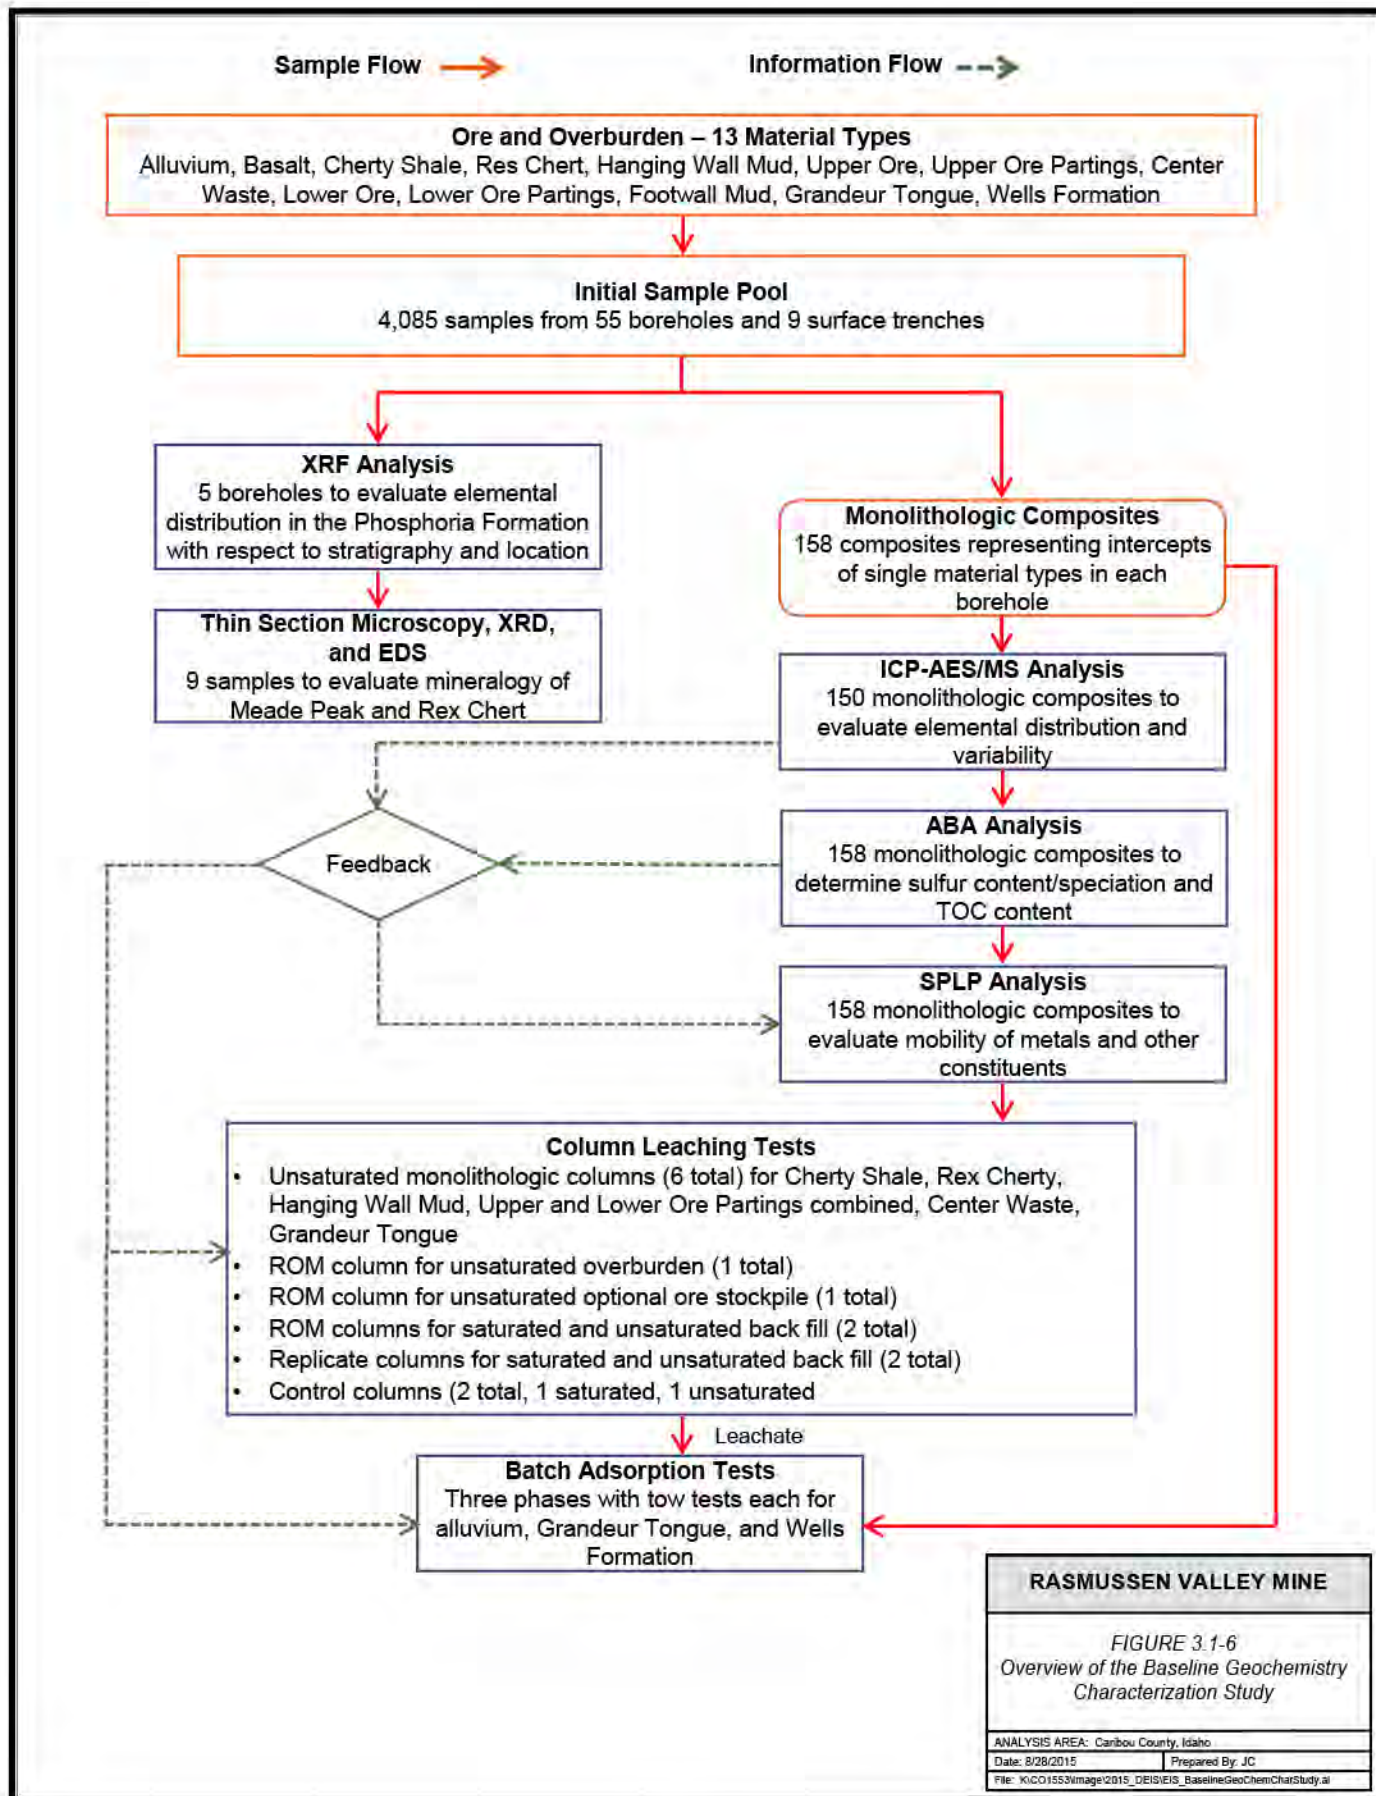 Sample Flow
Information Flow
Ore and Overburden – 13 Material Types
Alluvium, Basalt, Cherty Shale, Res Chert, Hanging Wall Mud, Upper Ore, Upper Ore Partings, Center
Waste, Lower Ore, Lower Ore Partings, Footwall Mud, Grandeur Tongue, Wells Formation
Initial Sample Pool
4,085 samples from 55 boreholes and 9 surface trenches
XRF Analysis
5 boreholes to evaluate elemental
distribution in the Phosphoria Formation
with respect to stratigraphy and location
Thin Section Microscopy, XRD,
and EDS
9 samples to evaluate mineralogy of
Meade Peak and Rex Chert
Monolithologic Composites
158 composites representing intercepts
of single material types in each
borehole
ICP-AES/MS Analysis
150 monolithologic composites to
evaluate elemental distribution and
variability
ABA Analysis
158 monolithologic composites to
determine sulfur content/speciation and
TOC content
Feedback
SPLP Analysis
158 monolithologic composites to
evaluate mobility of metals and other
constituents
Column Leaching Tests
• Unsaturated monolithologic columns (6 total) for Cherty Shale, Rex Cherty,
Hanging Wall Mud, Upper and Lower Ore Partings combined, Center Waste,
Grandeur Tongue
• ROM column for unsaturated overburden (1 total)
• ROM column for unsaturated optional ore stockpile (1 total)
• ROM columns for saturated and unsaturated back fill (2 total)
• Replicate columns for saturated and unsaturated back fill (2 total)
• Control columns (2 total, 1 saturated, 1 unsaturated
Leachate
Batch Adsorption Tests
Three phases with tow tests each for
alluvium, Grandeur Tongue, and Wells
Formation
RASMUSSEN VALLEY MINE
FIGURE 3.1-6
Overview of the Baseline Geochemistry
Characterization Study
ANALYSIS AREA: Caribou County, Idaho
Date: 8/28/2015 Prepared By: JC
File: K\CO1553\image\2015_DEIS\EIS_BaselineGeoChemCharStudy.ai